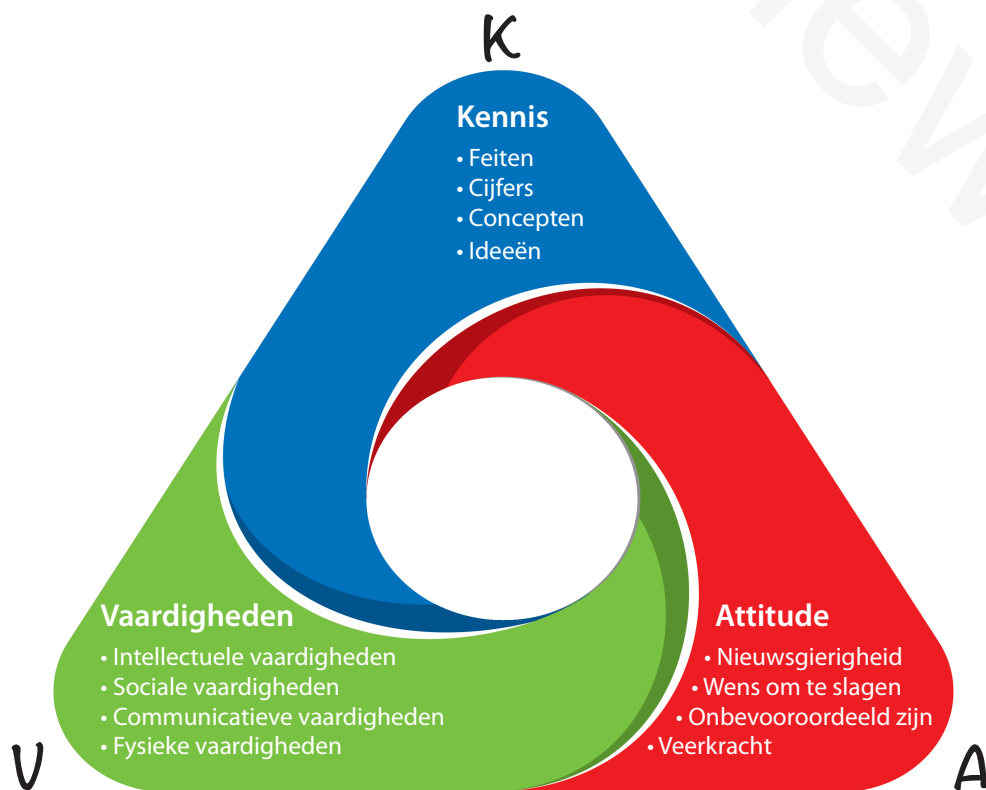 K
Kennis
• Feiten
• Cijfers
• Concepten
• Ideeën
Vaardigheden
• Intellectuele vaardigheden
• Sociale vaardigheden
• Communicatieve vaardigheden
• Fysieke vaardigheden
V
Attitude
• Nieuwsgierigheid
• Wens om te slagen
• Onbevooroordeeld zijn
• Veerkracht
A